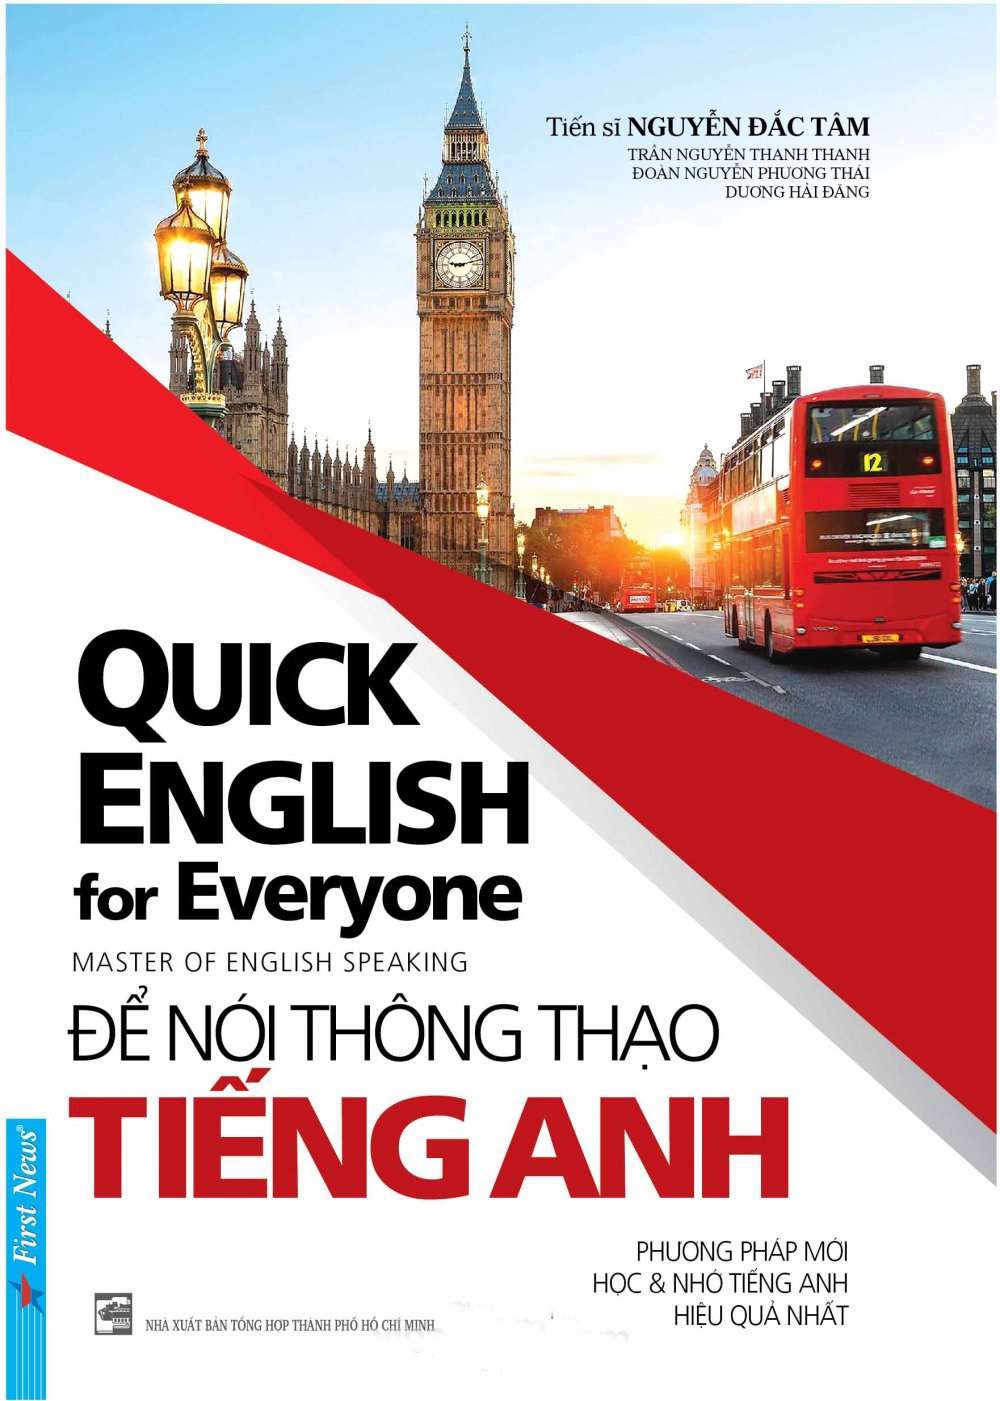 Tiến sĩ NGUYỄN ĐẮC TÂM
TRẦN NGUYỄN THANH THANH
ĐOÀN NGUYỄN PHƯƠNG THÁI
DƯƠNG HẢI ĐĂNG
12
QUICK
ENGLISH
for Everyone
MASTER OF ENGLISH SPEAKING
ĐỂ NÓI THÔNG THẠO
TIẾNG ANH
First News®
PHƯƠNG PHÁP MỚI
HỌC & NHỚ TIẾNG ANH
HIỆU QUẢ NHẤT
NHÀ XUẤT BẢN TỔNG HỢP THÀNH PHỐ HỒ CHÍ MINH